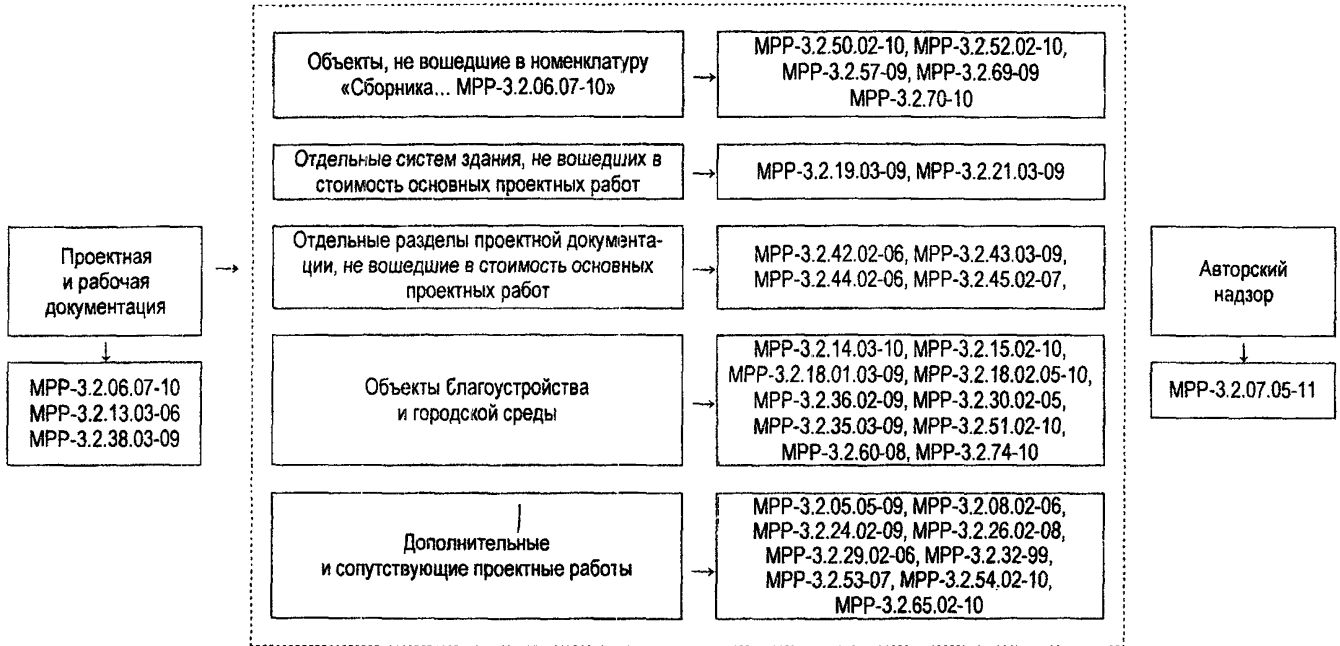 Проектная
и рабочая
документация
МРР-3.2.06.07-10
МРР-3.2.13.03-06
МРР-3.2.38.03-09
Объекты, не вошедшие в номенклатуру
«Сборника... МРР-3.2.06.07-10»
МРР-3.2.50.02-10, МРР-3.2.52.02-10,
МРР-3.2.57-09, МРР-3.2.69-09
МРР-3.2.70-10
Отдельные систем здания, не вошедших в
стоимость основных проектных работ
МРР-3.2.19.03-09, МРР-3.2.21.03-09
Отдельные разделы проектной документа-
ции, не вошедшие в стоимость основных
проектных работ
МРР-3.2.42.02-06, МРР-3.2.43.03-09,
МРР-3.2.44.02-06, МРР-3.2.45.02-07,
Объекты благоустройства
и городской среды
МРР-3.2.14.03-10, МРР-3.2.15.02-10,
МРР-3.2.18.01.03-09, МРР-3.2.18.02.05-10,
МРР-3.2.36.02-09, МРР-3.2.30.02-05,
МРР-3.2.35.03-09, МРР-3.2.51.02-10,
МРР-3.2.60-08, МРР-3.2.74-10
Дополнительные
и сопутствующие проектные работы
МРР-3.2.05.05-09, МРР-3.2.08.02-06,
МРР-3.2.24.02-09, МРР-3.2.26.02-08,
МРР-3.2.29.02-06, МРР-3.2.32-99,
МРР-3.2.53-07, МРР-3.2.54.02-10,
МРР-3.2.65.02-10
Авторский
надзор
МРР-3.2.07.05-11